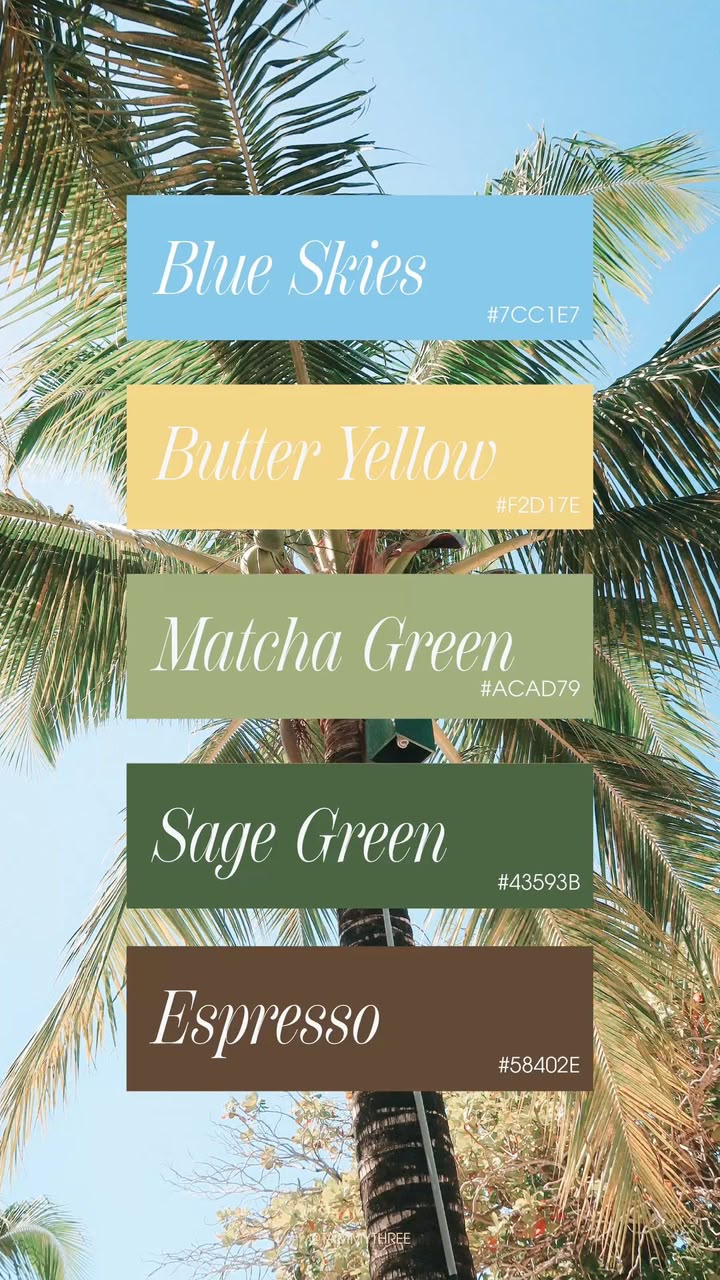 Blue Skies
#7CC1E7
Butter Yellow
#F2D17E
Matcha Green
#ACAD79
Sage Green
#43593B
Espresso
#58402E